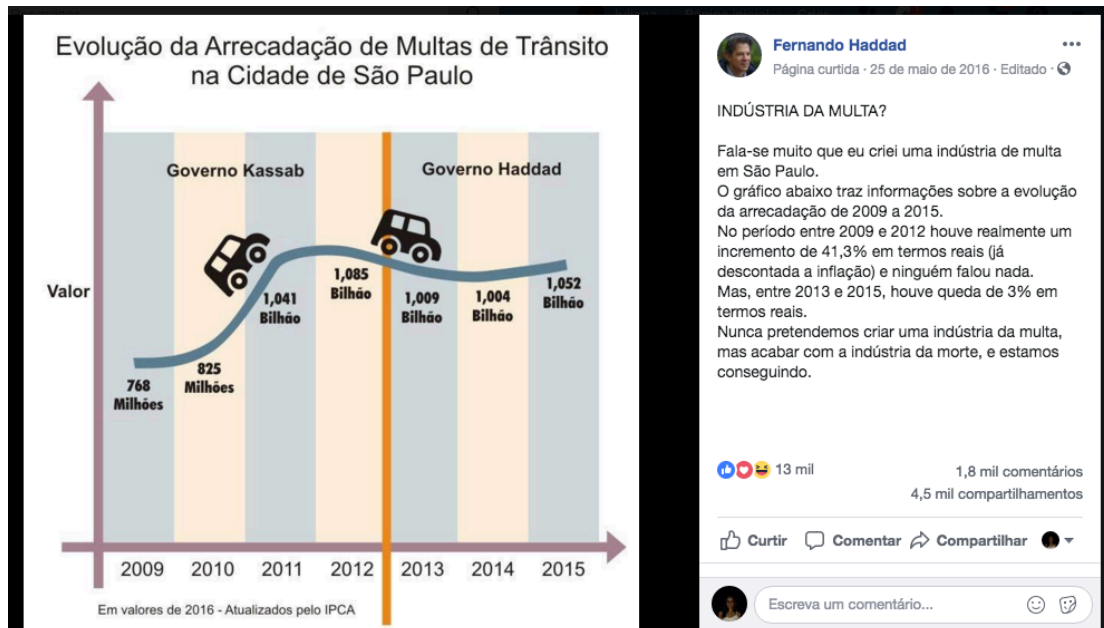 Evolução da Arrecadação de Multas de Trânsito
na Cidade de São Paulo
Governo Kassab
Governo Haddad
Valor
768
Milhões
825
Milhões
1,041
Bilhão
1,085
Bilhão
1,009
Bilhão
1,004
Bilhão
1,052
Bilhão
2009 2010 2011 2012 2013 2014 2015
Em valores de 2016 - Atualizados pelo IPCA
Fernando Haddad
Página curtida · 25 de maio de 2016 · Editado ·
INDÚSTRIA DA MULTA?
Fala-se muito que eu criei uma indústria de multa
em São Paulo.
O gráfico abaixo traz informações sobre a evolução
da arrecadação de 2009 a 2015.
No período entre 2009 e 2012 houve realmente um
incremento de 41,3% em termos reais (já
descontada a inflação) e ninguém falou nada.
Mas, entre 2013 e 2015, houve queda de 3% em
termos reais.
Nunca pretendemos criar uma indústria da multa,
mas acabar com a indústria da morte, e estamos
conseguindo.
13 mil
1,8 mil comentários
4,5 mil compartilhamentos
Curtir Comentar Compartilhar
Escreva um comentário...